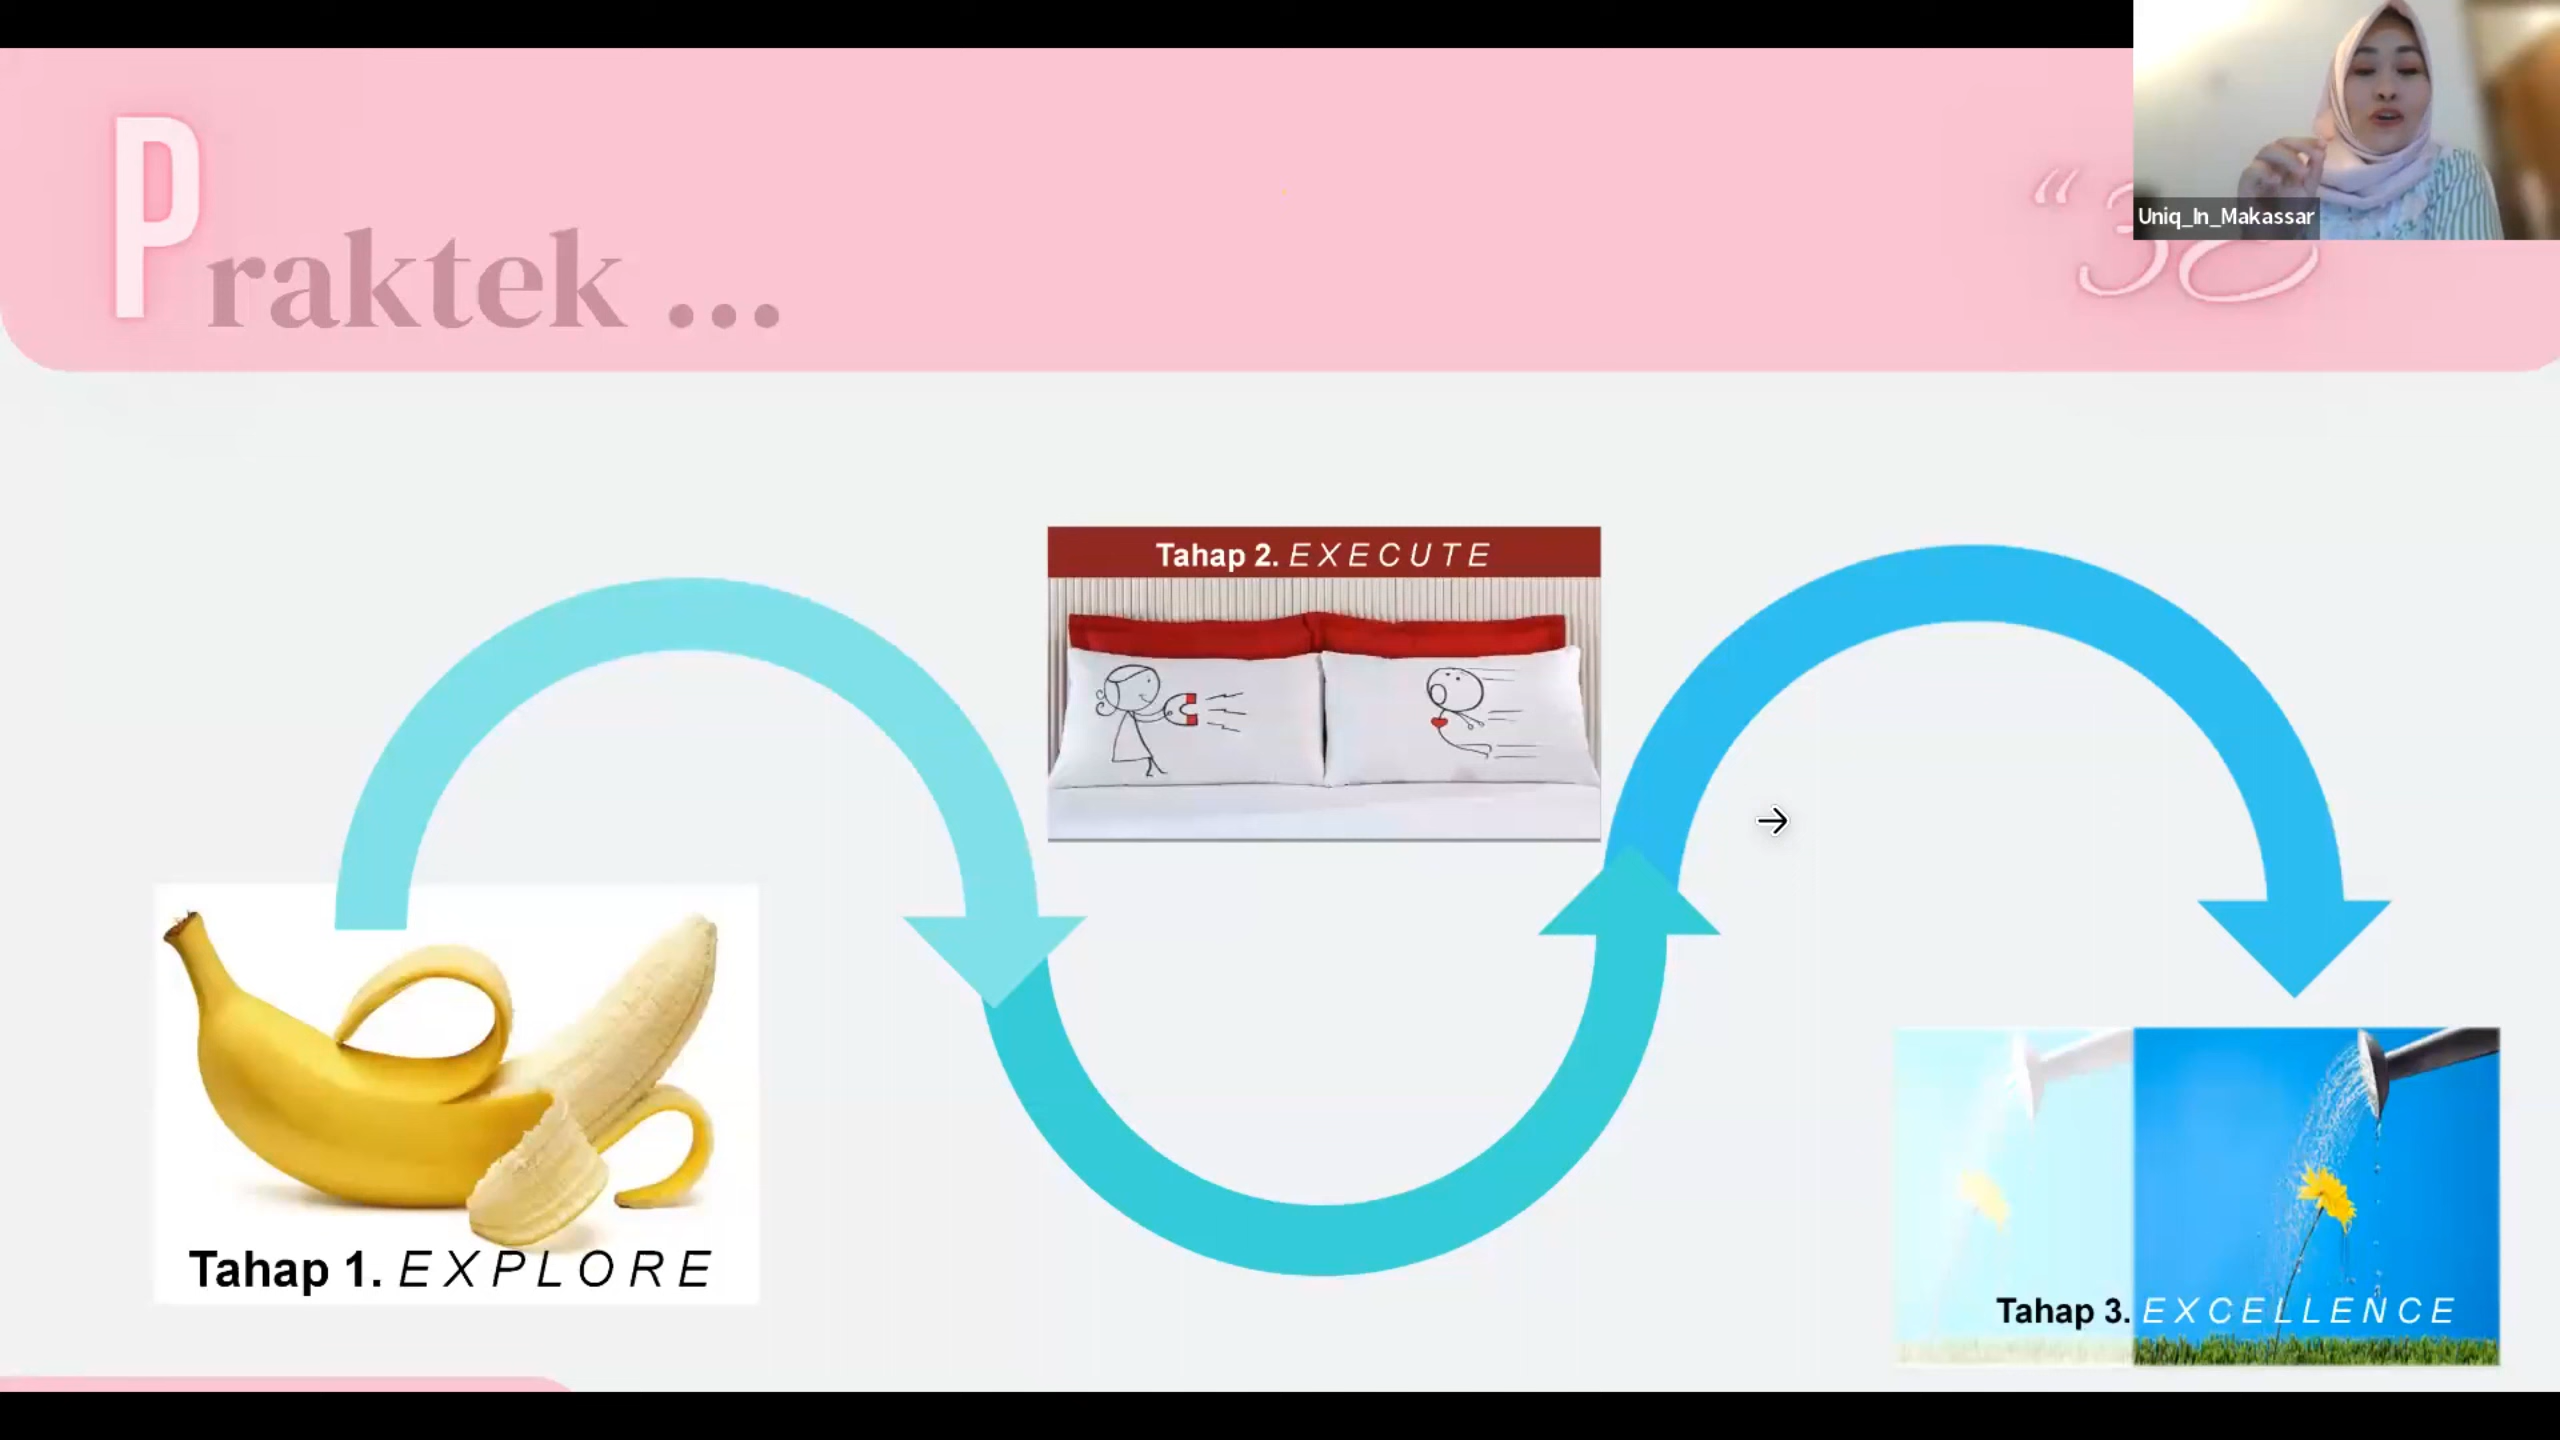 Praktek ...
Uniq_In_Makassar
Tahap 2. EXECUTE
Tahap 1. EXPLORE
Tahap 3. EXCELLENCE